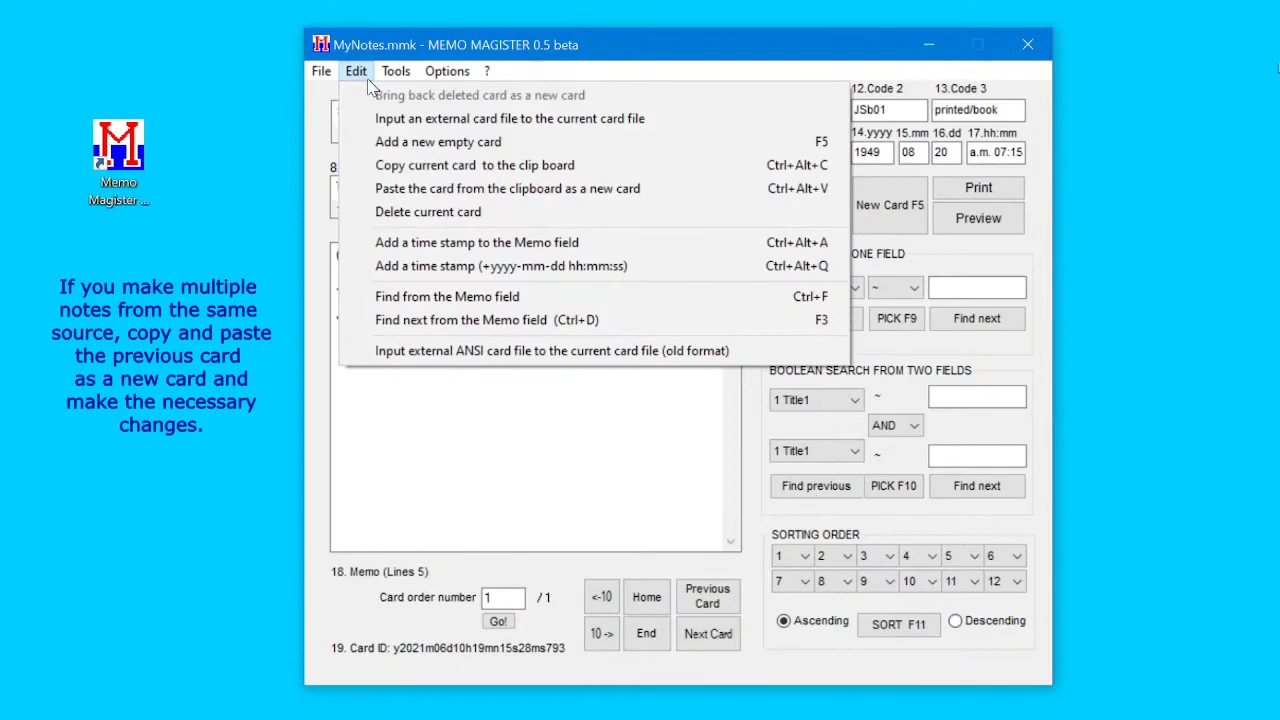 MyNotes.mmk - MEMO MAGISTER 0.5 beta
File Edit Tools Options ?
Bring back deleted card as a new card
Input an external card file to the current card file
Add a new empty card F5
Copy current card to the clip board Ctrl+Alt+C
Paste the card from the clipboard as a new card Ctrl+Alt+V
Delete current card
Add a time stamp to the Memo field Ctrl+Alt+A
Add a time stamp (+yyyy-mm-dd hh:mm:ss) Ctrl+Alt+Q
Find from the Memo field Ctrl+F
Find next from the Memo field (Ctrl+D) F3
Input external ANSI card file to the current card file (old format)
12.Code 2 13.Code 3
JSb01 printed/book
14.yyyy 15.mm 16.dd 17.hh:mm
1949 08 20 a.m. 07:15
8
New Card F5
Print
Preview
ONE FIELD
~
PICK F9 Find next
BOOLEAN SEARCH FROM TWO FIELDS
1 Title1 ~
AND
1 Title1 ~
Find previous PICK F10 Find next
SORTING ORDER
1 2 3 4 5 6
7 8 9 10 11 12
Ascending SORT F11 Descending
18. Memo (Lines 5)
Card order number 1 / 1
Go!
<-10 Home Previous Card
10 -> End Next Card
19. Card ID: y2021m06d10h19mn15s28ms793
M
Memo
Magister ...
If you make multiple
notes from the same
source, copy and paste
the previous card
as a new card and
make the necessary
changes.